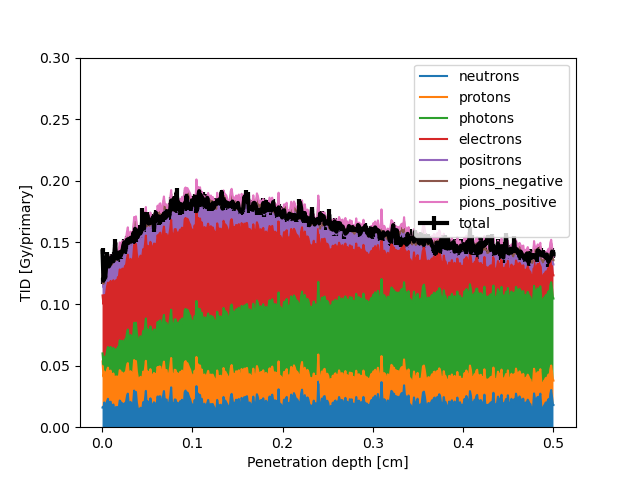 0.30
0.25
0.20
0.15
0.10
0.05
0.00
TID [Gy/primary]
neutrons
protons
photons
electrons
positrons
pions_negative
pions_positive
total
0.0 0.1 0.2 0.3 0.4 0.5
Penetration depth [cm]